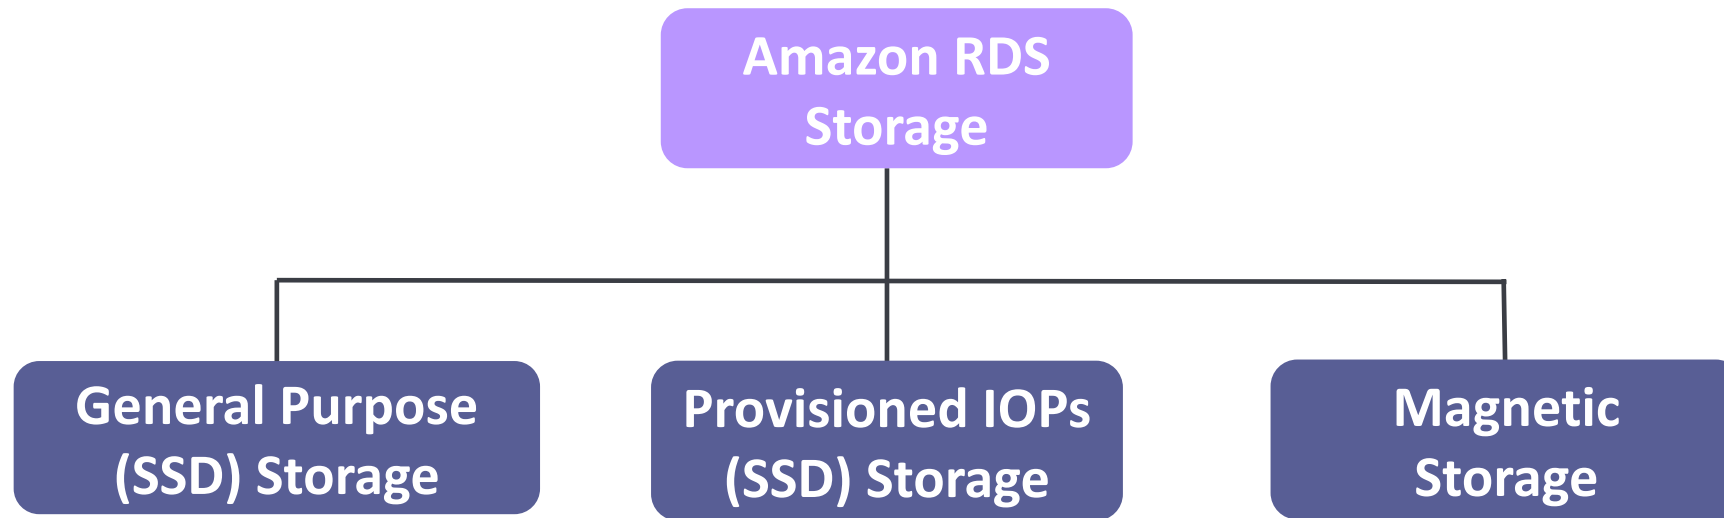 Amazon RDS
Storage
General Purpose
(SSD) Storage
Provisioned IOPs
(SSD) Storage
Magnetic
Storage